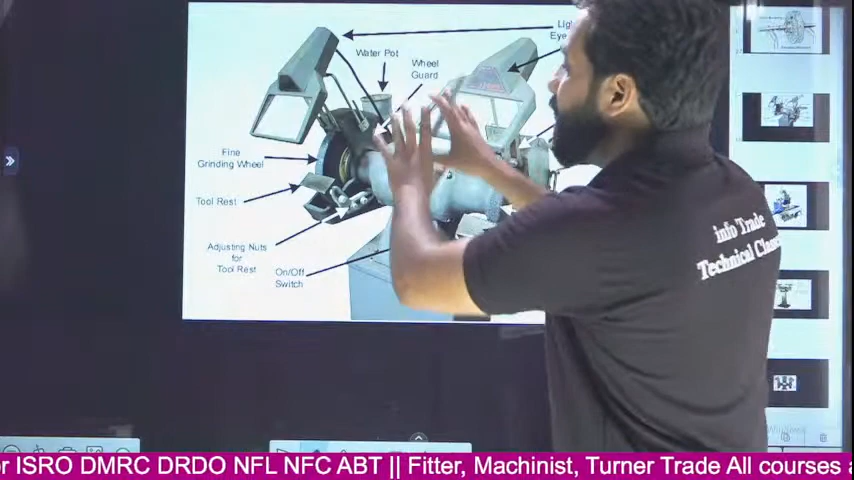 Water Pot
Wheel
Guard
Fine
Grinding Wheel
Tool Rest
Adjusting Nuts
for
Tool Rest
On/Off
Switch
info Trade
Technical
ISRO DMRC DRDO NFL NFC ABT || Fitter, Machinist, Turner Trade All courses